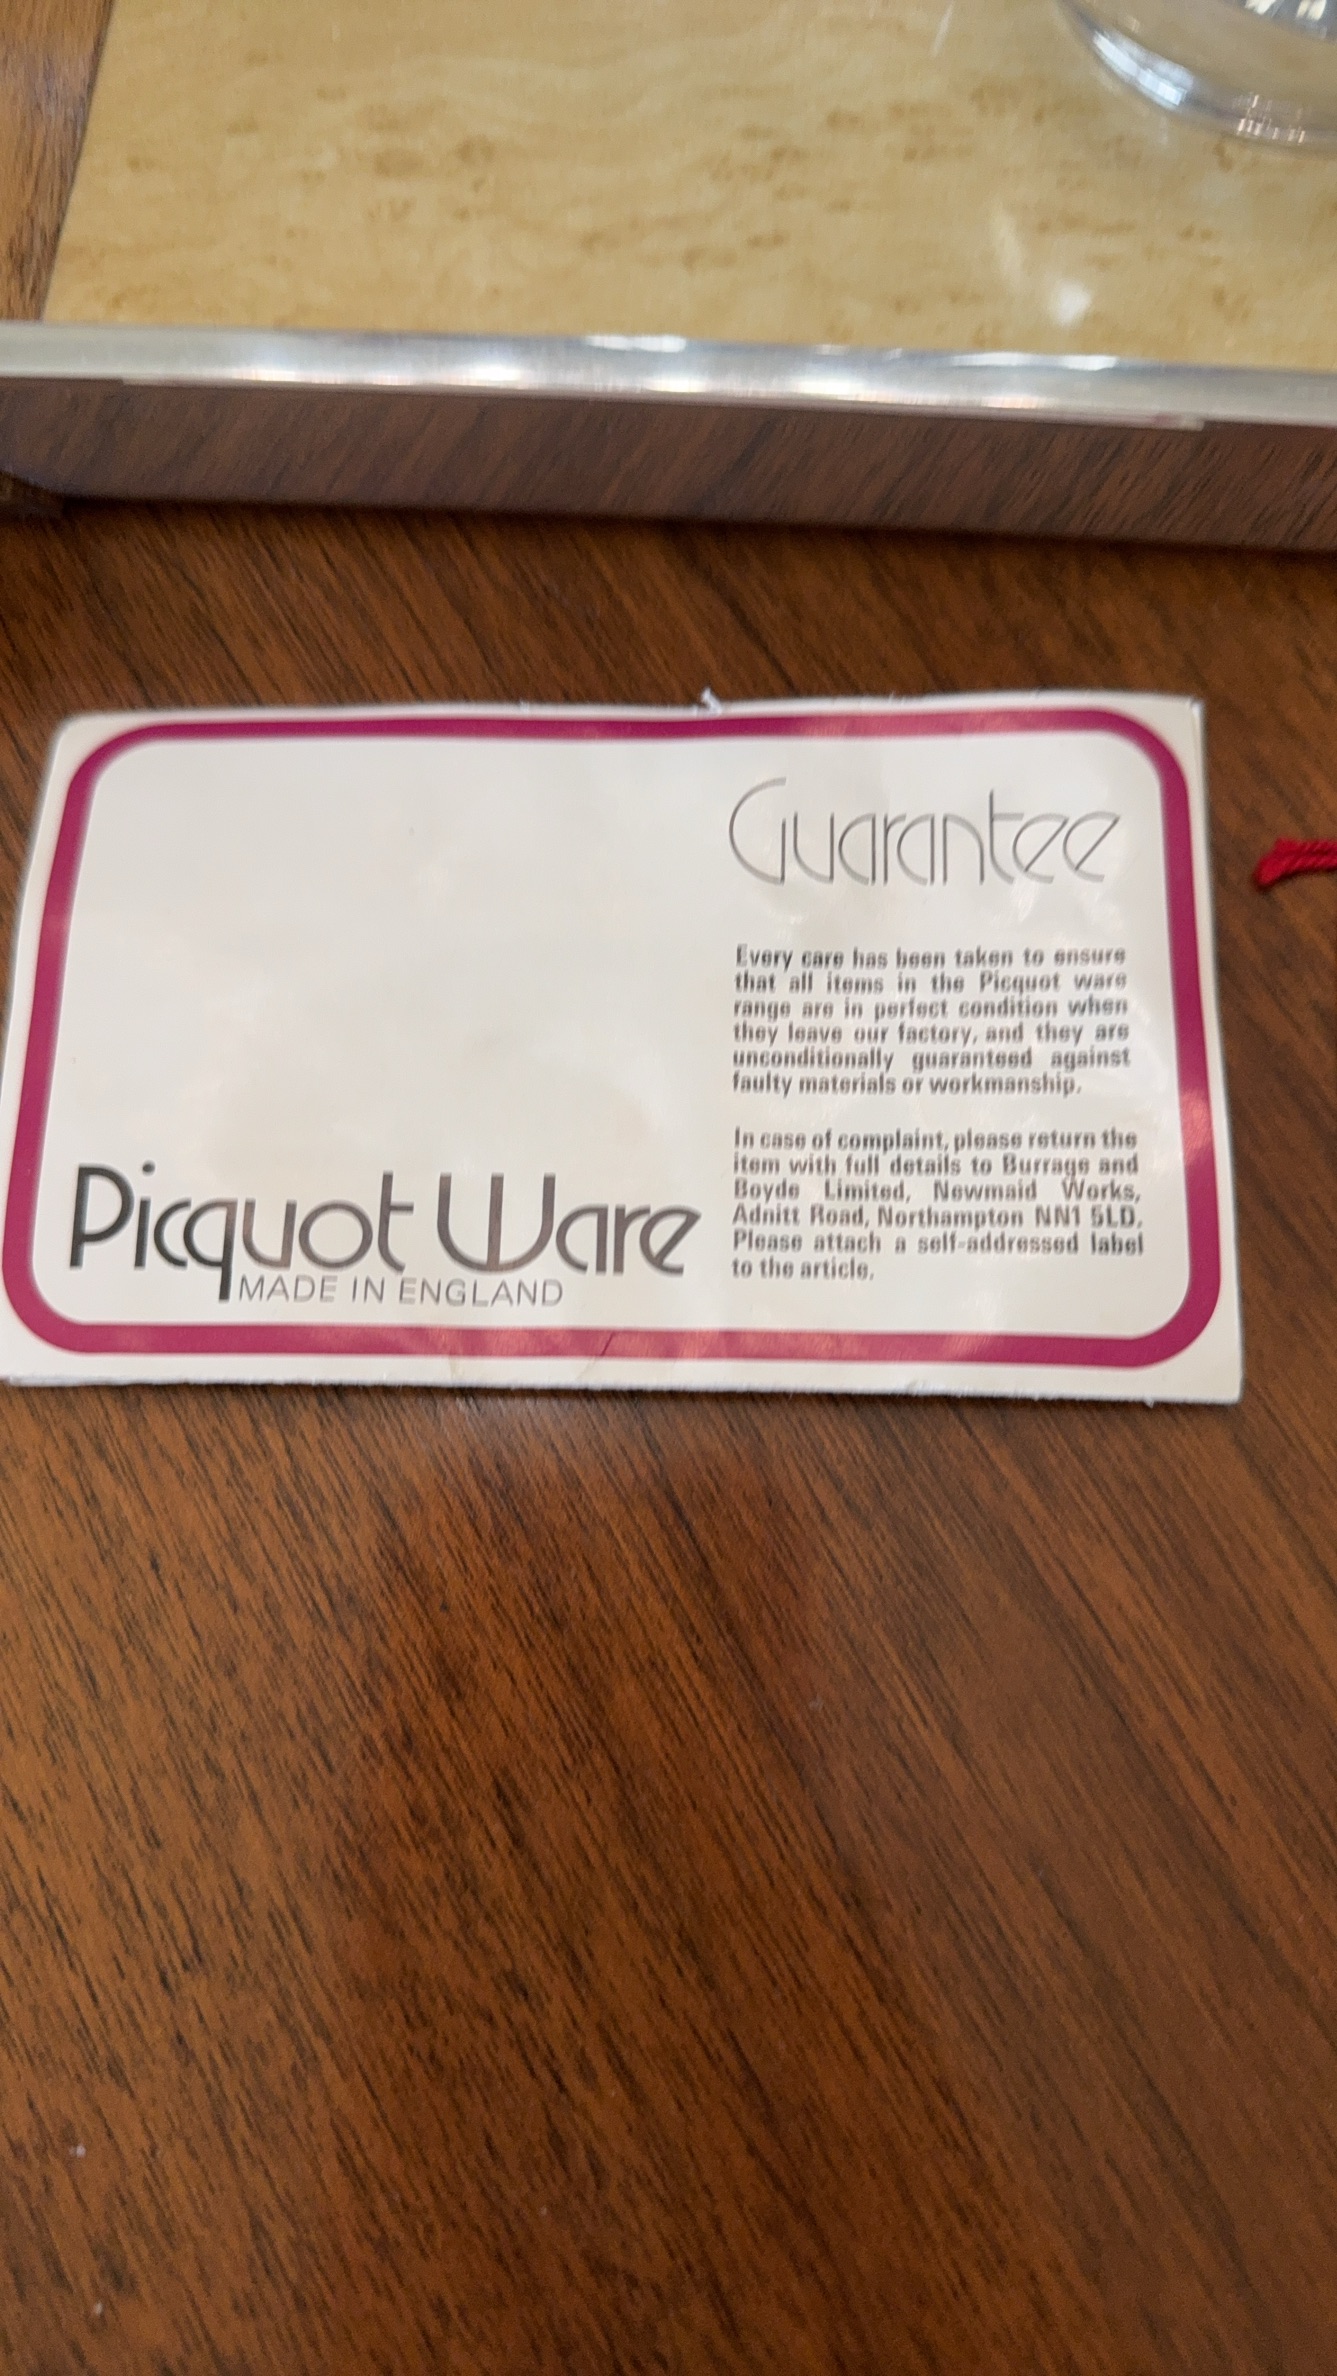 Guarantee
Every care has been taken to ensure
that all items in the Picquot ware
range are in perfect condition when
they leave our factory, and they are
unconditionally guaranteed against
faulty materials or workmanship.
In case of complaint, please return the
item with full details to Burrage and
Boyde Limited, Newmaid Works,
Adnitt Road, Northampton NN1 5LD.
Please attach a self-addressed label
to the article.
Picquot Ware
MADE IN ENGLAND